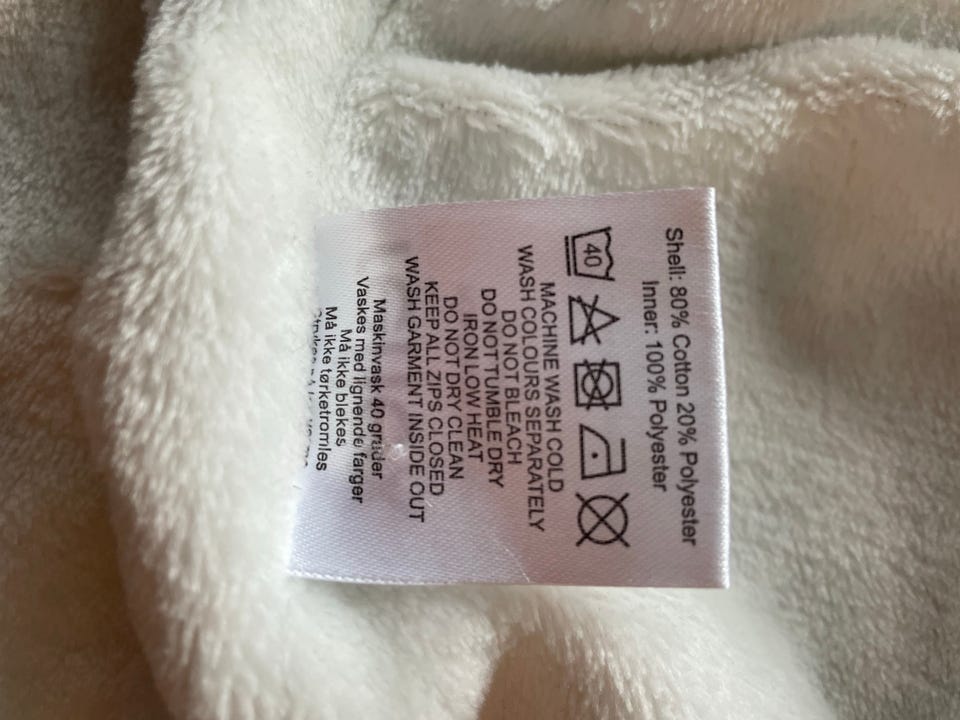 Shell: 80% Cotton 20% Polyester
Inner: 100% Polyester
40
MACHINE WASH COLD
WASH COLOURS SEPARATELY
DO NOT BLEACH
DO NOT TUMBLE DRY
IRON LOW HEAT
DO NOT DRY CLEAN
KEEP ALL ZIPS CLOSED
WASH GARMENT INSIDE OUT
Maskinvask 40 grader
Vaskes med lignende farger
Må ikke blekes
Må ikke tørketromles